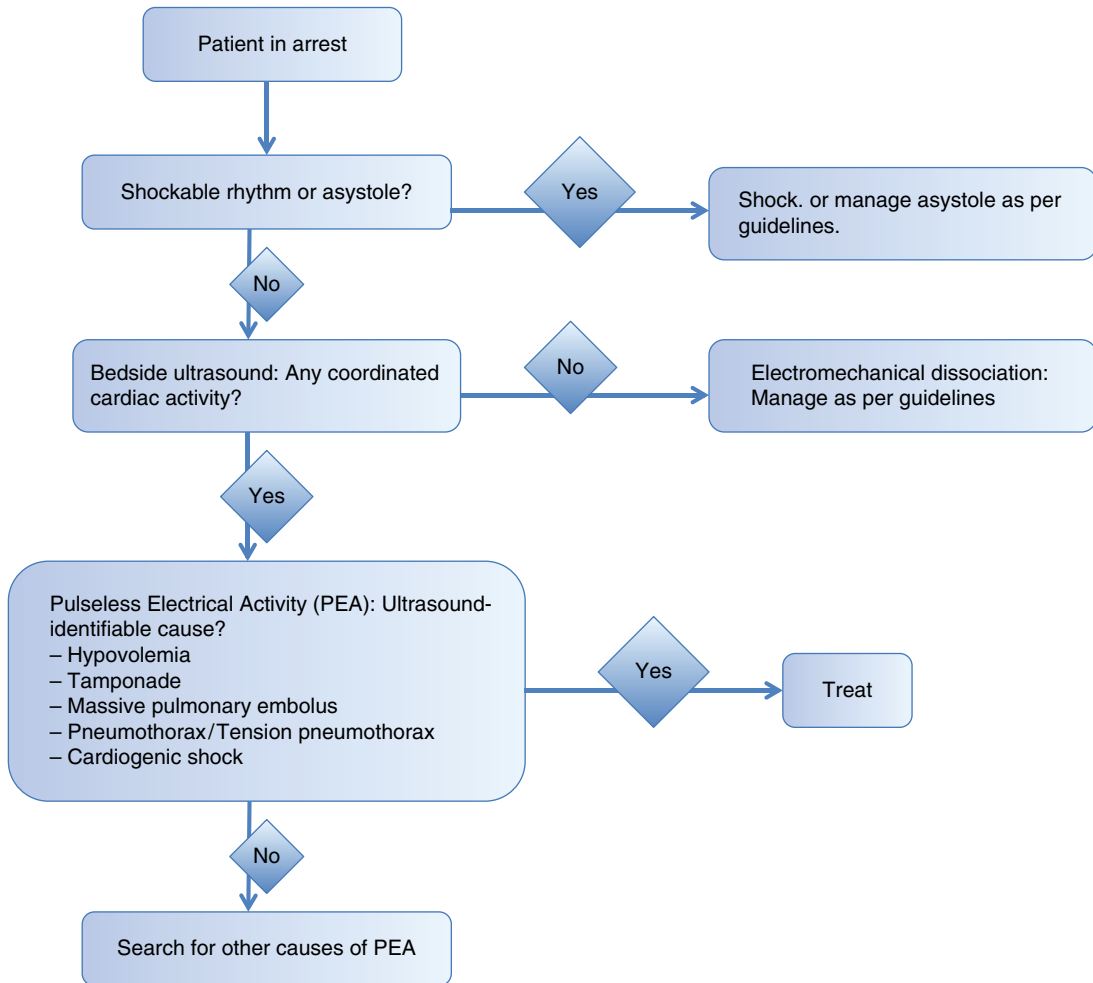 Patient in arrest
Shockable rhythm or asystole?
Yes
Shock. or manage asystole as per
guidelines.
No
Bedside ultrasound: Any coordinated
cardiac activity?
No
Electromechanical dissociation:
Manage as per guidelines
Yes
Pulseless Electrical Activity (PEA): Ultrasound-
identifiable cause?
– Hypovolemia
– Tamponade
– Massive pulmonary embolus
– Pneumothorax/Tension pneumothorax
– Cardiogenic shock
Yes
Treat
No
Search for other causes of PEA